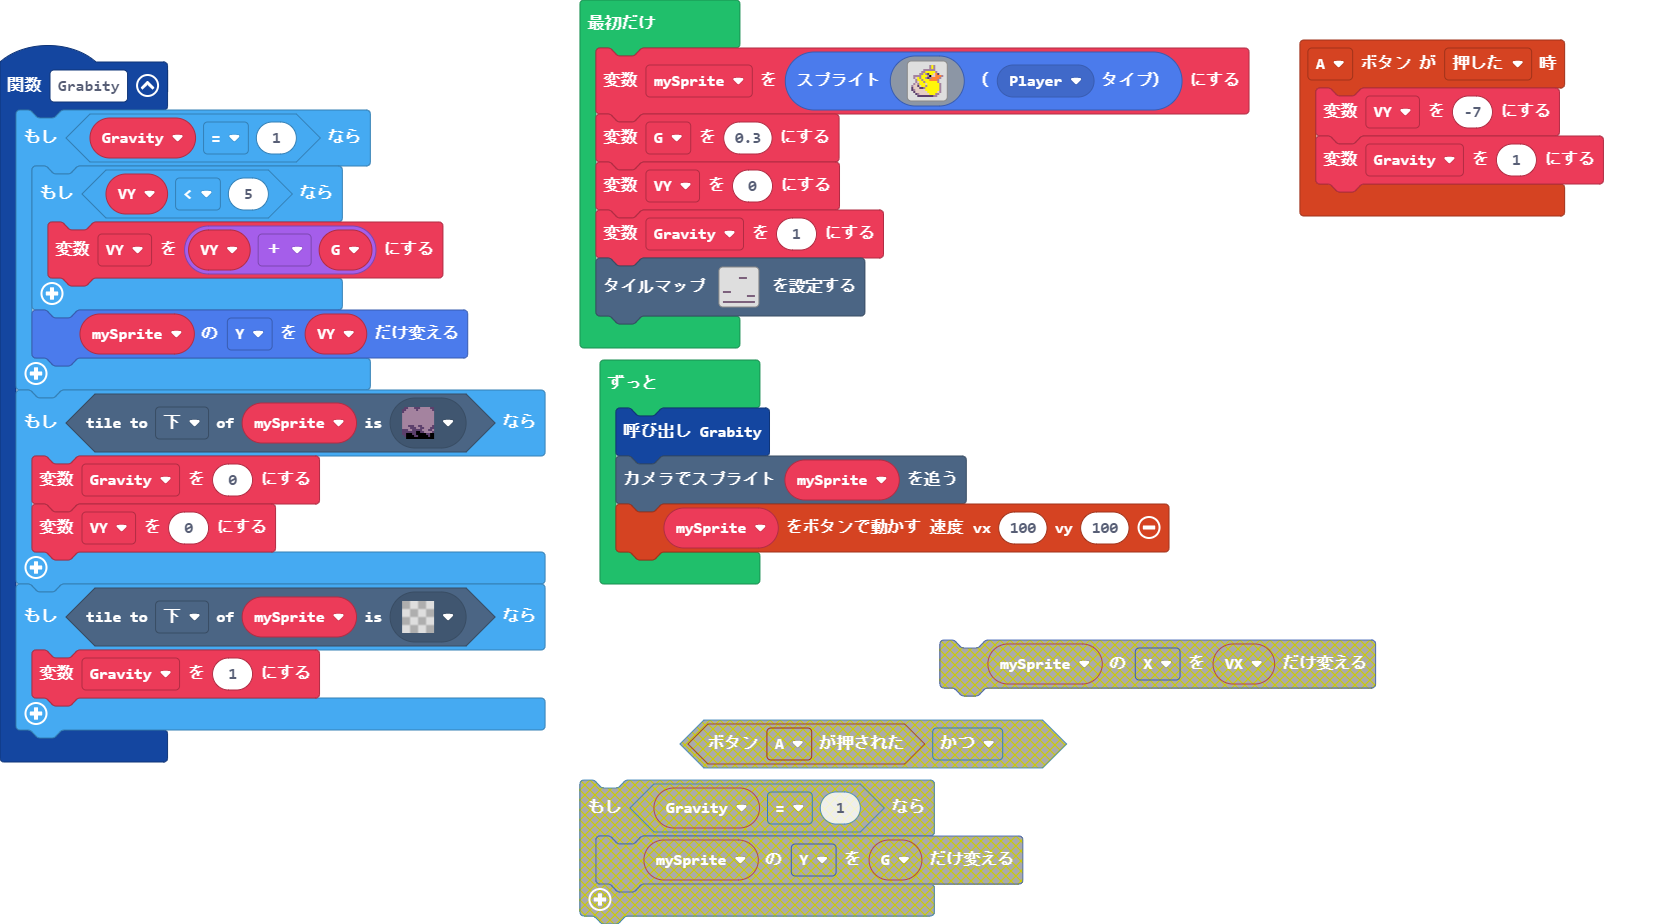 関数 Grabity
もし Gravity = 1 なら
もし VY < 5 なら
変数 VY を VY + G にする
mySprite の Y を VY だけ変える
もし tile to 下 of mySprite is なら
変数 Gravity を 0 にする
変数 VY を 0 にする
もし tile to 下 of mySprite is なら
変数 Gravity を 1 にする
最初だけ
変数 mySprite を スプライト ( Player タイプ) にする
変数 G を 0.3 にする
変数 VY を 0 にする
変数 Gravity を 1 にする
タイルマップ を設定する
ずっと
呼び出し Grabity
カメラでスプライト mySprite を追う
mySprite をボタンで動かす 速度 vx 100 vy 100
A ボタン が 押した 時
変数 VY を -7 にする
変数 Gravity を 1 にする
mySprite の X を VX だけ変える
ボタン A が押された かつ
もし Gravity = 1 なら
mySprite の Y を G だけ変える